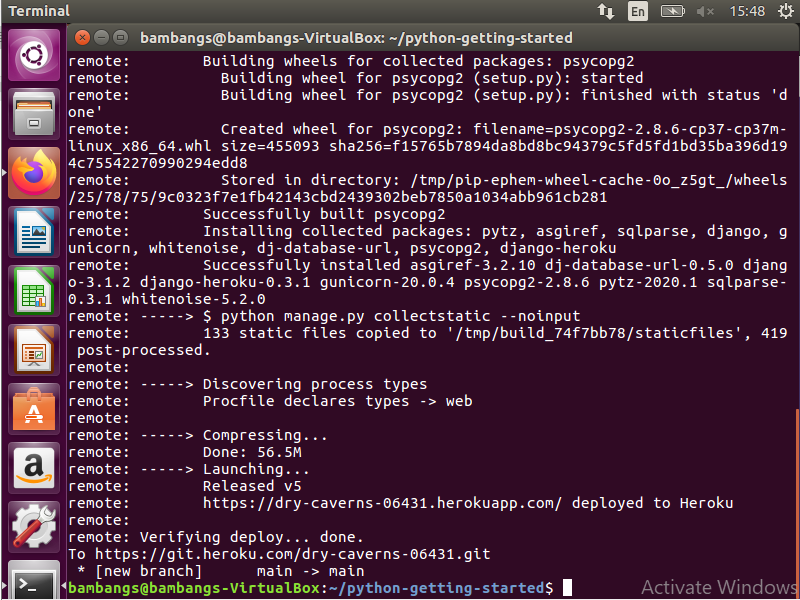 Terminal
En
15:48
bambangs@bambangs-VirtualBox: ~/python-getting-started
remote:        Building wheels for collected packages: psycopg2
remote:          Building wheel for psycopg2 (setup.py): started
remote:          Building wheel for psycopg2 (setup.py): finished with status 'd
one'
remote:          Created wheel for psycopg2: filename=psycopg2-2.8.6-cp37-cp37m-
linux_x86_64.whl size=455093 sha256=f15765b7894da8bd8bc94379c5fd5fd1bd35ba396d19
4c75542270990294edd8
remote:          Stored in directory: /tmp/pip-ephem-wheel-cache-0o_z5gt_/wheels
/25/78/75/9c0323f7e1fb42143cbd2439302beb7850a1034abb961cb281
remote:        Successfully built psycopg2
remote:        Installing collected packages: pytz, asgiref, sqlparse, django, g
unicorn, whitenoise, dj-database-url, psycopg2, django-heroku
remote:        Successfully installed asgiref-3.2.10 dj-database-url-0.5.0 djang
o-3.1.2 django-heroku-0.3.1 gunicorn-20.0.4 psycopg2-2.8.6 pytz-2020.1 sqlparse-
0.3.1 whitenoise-5.2.0
remote: -----> $ python manage.py collectstatic --noinput
remote:        133 static files copied to '/tmp/build_74f7bb78/staticfiles', 419
 post-processed.
remote:
remote: -----> Discovering process types
remote:        Procfile declares types -> web
remote:
remote: -----> Compressing...
remote:        Done: 56.5M
remote: -----> Launching...
remote:        Released v5
remote:        https://dry-caverns-06431.herokuapp.com/ deployed to Heroku
remote:
remote: Verifying deploy... done.
To https://git.heroku.com/dry-caverns-06431.git
 * [new branch]      main -> main
bambangs@bambangs-VirtualBox:~/python-getting-started$
Activate Windows